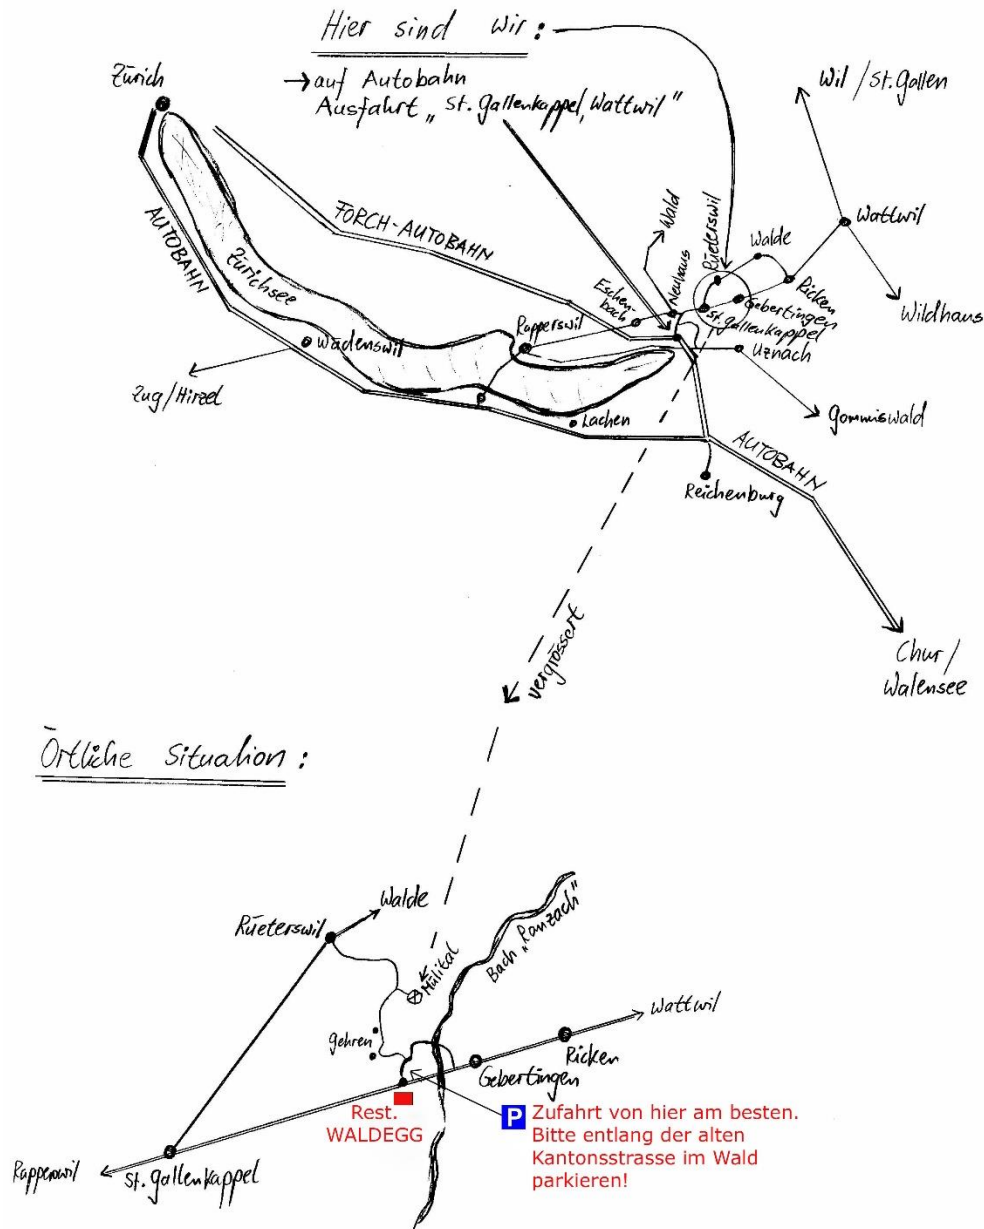 Hier sind wir:
→ auf Autobahn
Ausfahrt „St. gallenkappel, Wattwil"
Zürich
Wil / St. gallen
AUTOBAHN
FORCH-AUTOBAHN
Zürichsee
Wald
Rüeterswil
Walde
Wattwil
Neuhaus
Eschen-
bach
Ricken
Gebertingen
St. gallenkappel
Wildhaus
Rapperswil
Uznach
Wädenswil
Zug/Hirzel
Lachen
gommiswald
AUTOBAHN
Reichenburg
Chur/
Walensee
vergrössert
Örtliche Situation:
Walde
Rüeterswil
Mülital
Bach „Ranzach"
Wattwil
gehren
Ricken
Gebertingen
Rest.
WALDEGG
P Zufahrt von hier am besten.
Bitte entlang der alten
Kantonsstrasse im Wald
parkieren!
Rapperswil
St. gallenkappel